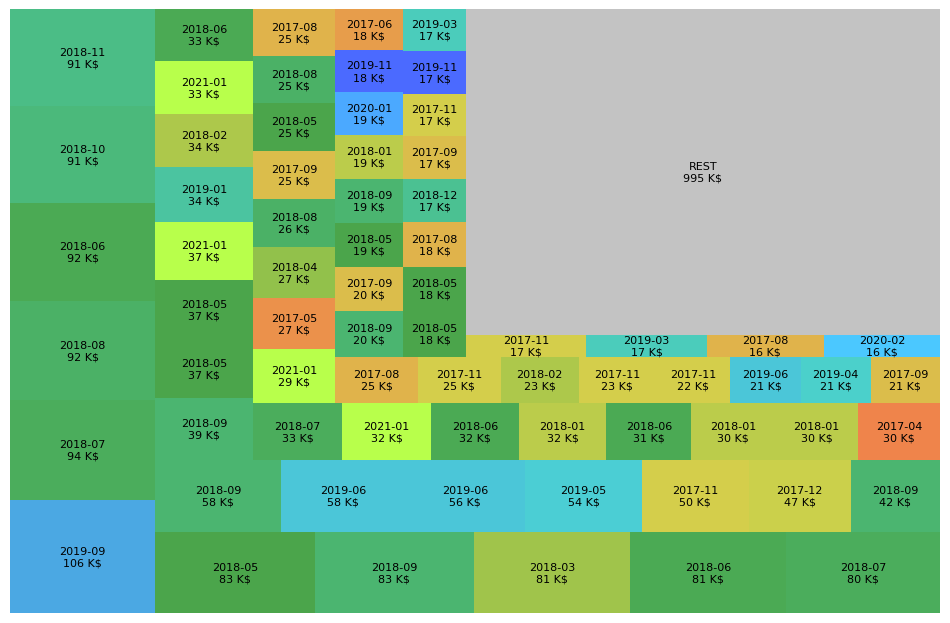 2018-11
91 K$
2018-10
91 K$
2018-06
92 K$
2018-08
92 K$
2018-07
94 K$
2019-09
106 K$
2018-06
33 K$
2021-01
33 K$
2018-02
34 K$
2019-01
34 K$
2021-01
37 K$
2018-05
37 K$
2018-05
37 K$
2018-09
39 K$
2017-08
25 K$
2018-08
25 K$
2018-05
25 K$
2017-09
25 K$
2018-08
26 K$
2018-04
27 K$
2017-05
27 K$
2021-01
29 K$
2017-06
18 K$
2019-11
18 K$
2020-01
19 K$
2018-01
19 K$
2018-09
19 K$
2018-05
19 K$
2017-09
20 K$
2018-09
20 K$
2019-03
17 K$
2019-11
17 K$
2017-11
17 K$
2017-09
17 K$
2018-12
17 K$
2017-08
18 K$
2018-05
18 K$
2018-05
18 K$
REST
995 K$
2017-11
17 K$
2019-03
17 K$
2017-08
16 K$
2020-02
16 K$
2017-08
25 K$
2017-11
25 K$
2018-02
23 K$
2017-11
23 K$
2017-11
22 K$
2019-06
21 K$
2019-04
21 K$
2017-09
21 K$
2018-07
33 K$
2021-01
32 K$
2018-06
32 K$
2018-01
32 K$
2018-06
31 K$
2018-01
30 K$
2018-01
30 K$
2017-04
30 K$
2018-09
58 K$
2019-06
58 K$
2019-06
56 K$
2019-05
54 K$
2017-11
50 K$
2017-12
47 K$
2018-09
42 K$
2018-05
83 K$
2018-09
83 K$
2018-03
81 K$
2018-06
81 K$
2018-07
80 K$